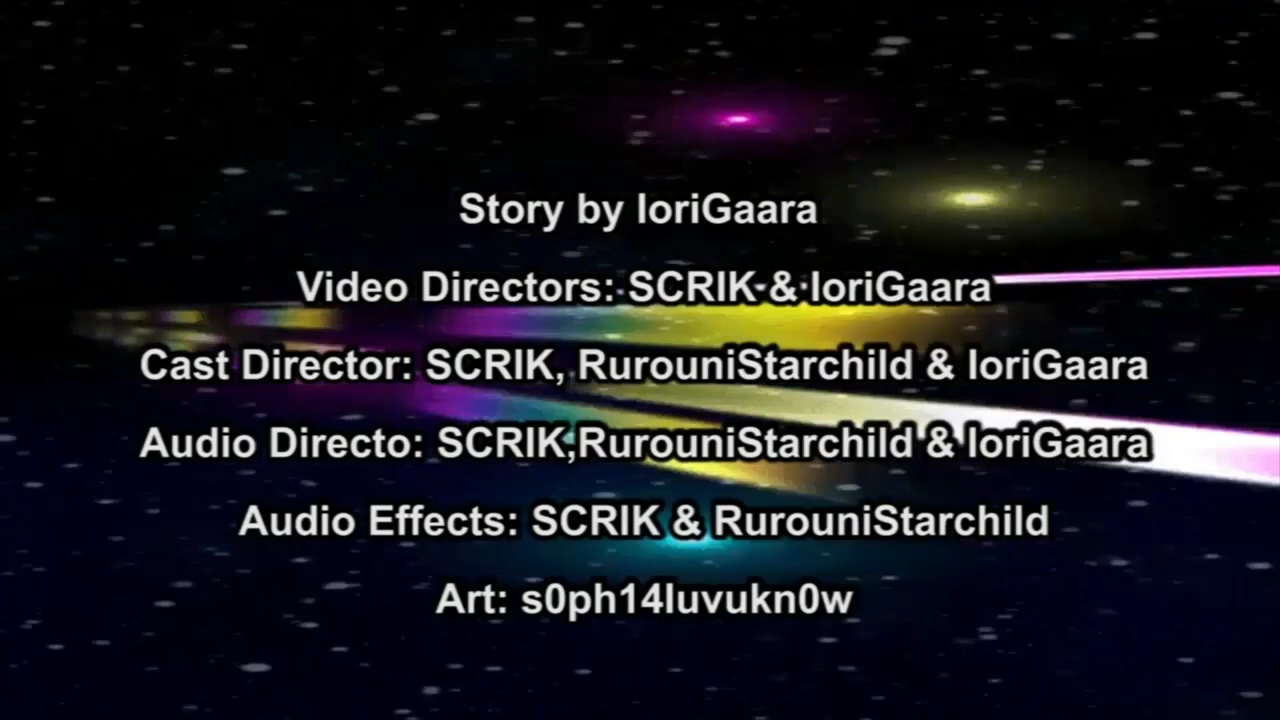 Story by IoriGaara
Video Directors: SCRIK & IoriGaara
Cast Director: SCRIK, RurouniStarchild & IoriGaara
Audio Directo: SCRIK,RurouniStarchild & IoriGaara
Audio Effects: SCRIK & RurouniStarchild
Art: s0ph14luvukn0w